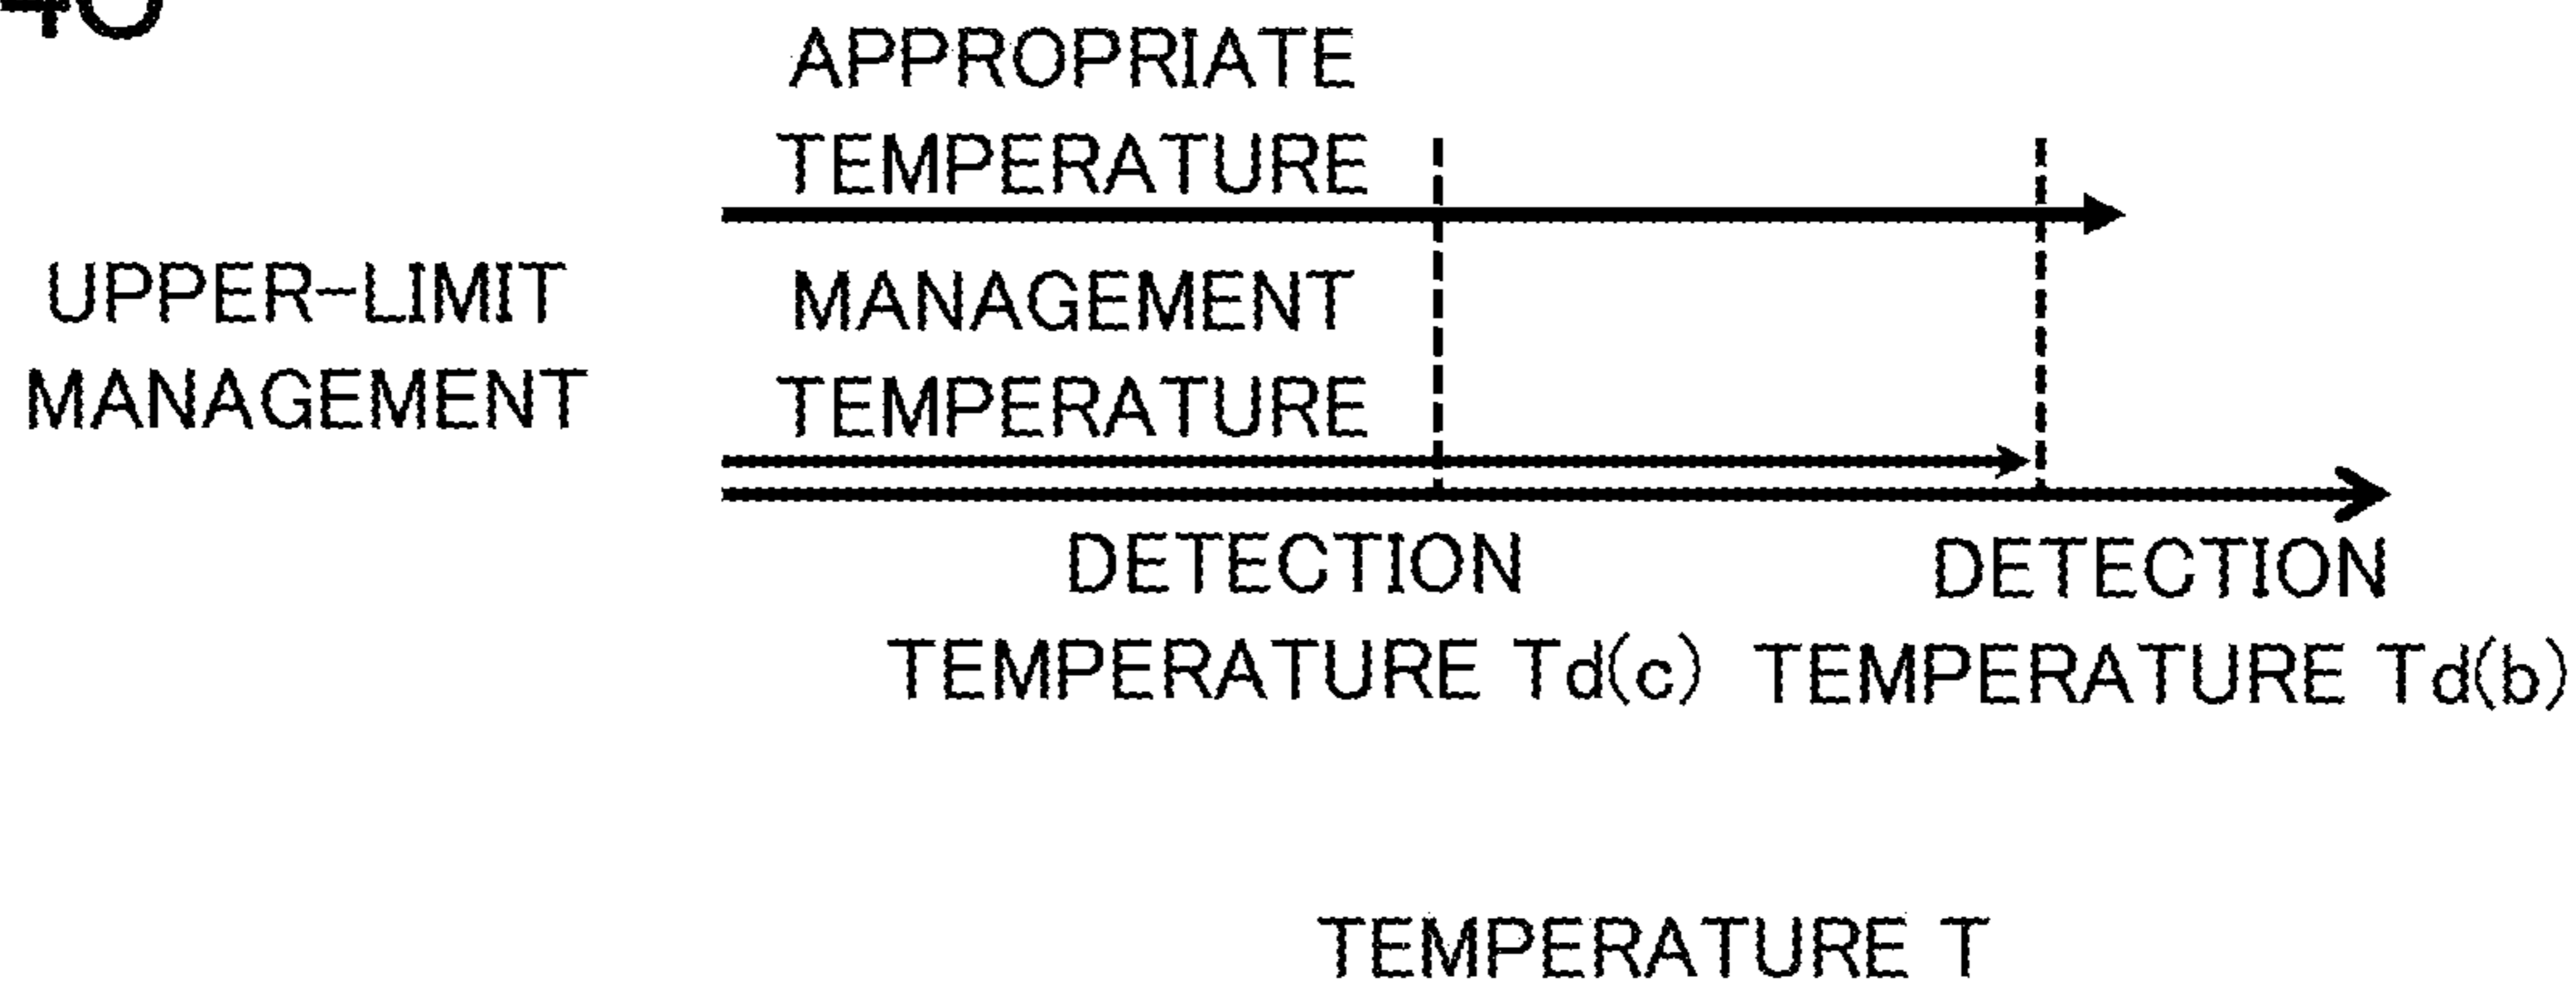 APPROPRIATE
TEMPERATURE
UPPER-LIMIT
MANAGEMENT
MANAGEMENT
TEMPERATURE
DETECTION
TEMPERATURE Td(c)
DETECTION
TEMPERATURE Td(b)
TEMPERATURE T